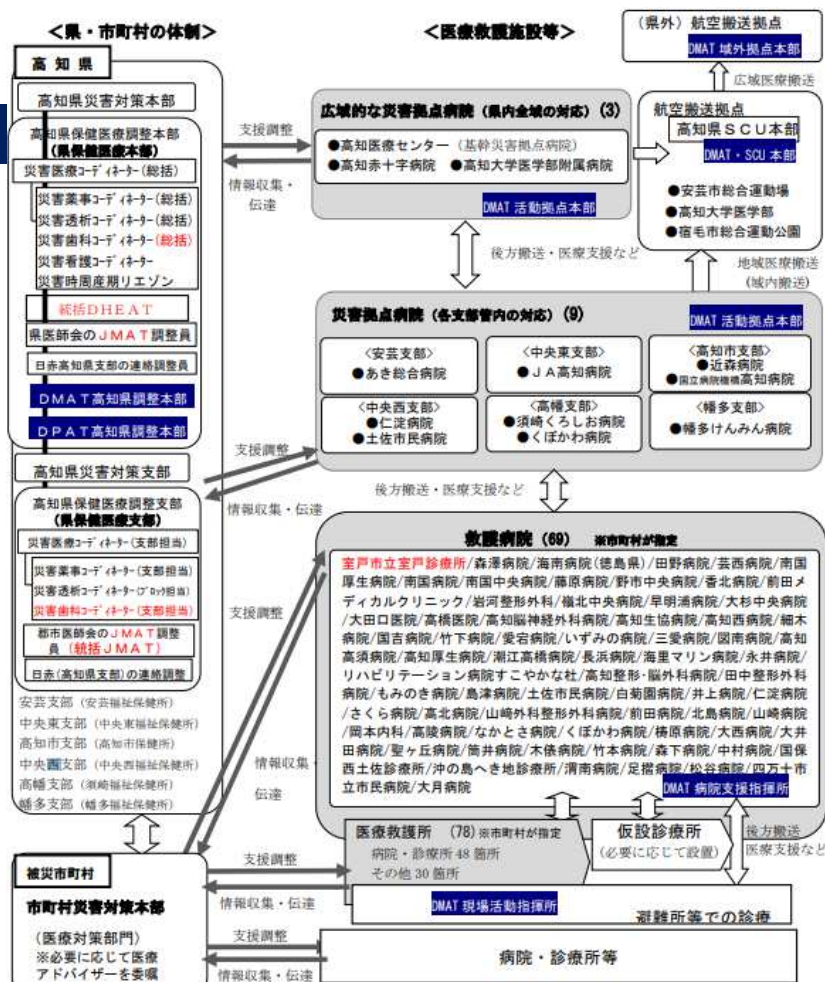 <県・市町村の体制>
高知県
高知県災害対策本部
高知県保健医療調整本部
(県保健医療本部)
災害医療コーディネーター(総括)
災害薬事コーディネーター(総括)
災害透析コーディネーター(総括)
災害歯科コーディネーター(総括)
災害看護コーディネーター
災害時周産期リエゾン
統括DHEAT
県医師会のJMAT調整員
日赤高知県支部の連絡調整員
DMAT高知県調整本部
DPAT高知県調整本部
高知県災害対策支部
高知県保健医療調整支部
(県保健医療支部)
災害医療コーディネーター(支部担当)
災害薬事コーディネーター(支部担当)
災害透析コーディネーター(ブロック担当)
災害歯科コーディネーター(支部担当)
郡市医師会のJMAT調整
員(統括JMAT)
日赤(高知県支部)の連絡調整
安芸支部(安芸福祉保健所)
中央東支部(中央東福祉保健所)
高知市支部(高知市保健所)
中央西支部(中央西福祉保健所)
高幡支部(須崎福祉保健所)
幡多支部(幡多福祉保健所)
被災市町村
市町村災害対策本部
(医療対策部門)
※必要に応じて医療
アドバイザーを委嘱
支援調整
情報収集・
伝達
支援調整
情報収集・伝達
支援調整
情報収集・
伝達
支援調整
情報収集・伝達
支援調整
情報収集・伝達
<医療救護施設等>
広域的な災害拠点病院(県内全域の対応)(3)
●高知医療センター(基幹災害拠点病院)
●高知赤十字病院 ●高知大学医学部附属病院
DMAT 活動拠点本部
後方搬送・医療支援など
(県外)航空搬送拠点
DMAT 域外拠点本部
広域医療搬送
航空搬送拠点
高知県SCU本部
DMAT・SCU 本部
●安芸市総合運動場
●高知大学医学部
●宿毛市総合運動公園
地域医療搬送
(域内搬送)
災害拠点病院(各支部管内の対応)(9)
DMAT 活動拠点本部
<安芸支部>
●あき総合病院
<中央東支部>
●JA高知病院
<高知市支部>
●近森病院
●国立病院機構高知病院
<中央西支部>
●仁淀病院
●土佐市民病院
<高幡支部>
●須崎くろしお病院
●くぼかわ病院
<幡多支部>
●幡多けんみん病院
後方搬送・医療支援など
救護病院(69) ※市町村が指定
室戸市立室戸診療所/森澤病院/海南病院(徳島県)/田野病院/芸西病院/南国
厚生病院/南国病院/南国中央病院/藤原病院/野市中央病院/香北病院/前田メ
ディカルクリニック/岩河整形外科/嶺北中央病院/早明浦病院/大杉中央病院
/大田口医院/高橋医院/高知脳神経外科病院/高知生協病院/高知西病院/細木
病院/国吉病院/竹下病院/愛宕病院/いずみの病院/三愛病院/図南病院/高知
高須病院/高知厚生病院/潮江高橋病院/長浜病院/海里マリン病院/永井病院/
リハビリテーション病院すこやかな杜/高知整形・脳外科病院/田中整形外科
病院/もみのき病院/島津病院/土佐市民病院/白菊園病院/井上病院/仁淀病院
/さくら病院/高北病院/山﨑外科整形外科病院/前田病院/北島病院/山崎病院
/岡本内科/高陵病院/なかとさ病院/くぼかわ病院/梼原病院/大西病院/大井
田病院/聖ヶ丘病院/筒井病院/木俵病院/竹本病院/森下病院/中村病院/国保
西土佐診療所/沖の島へき地診療所/渭南病院/足摺病院/松谷病院/四万十市
立市民病院/大月病院
DMAT 病院支援指揮所
医療救護所 (78)※市町村が指定
病院・診療所 48 箇所
その他 30 箇所
仮設診療所
(必要に応じて設置)
後方搬送
医療支援など
DMAT 現場活動指揮所
避難所等での診療
病院・診療所等